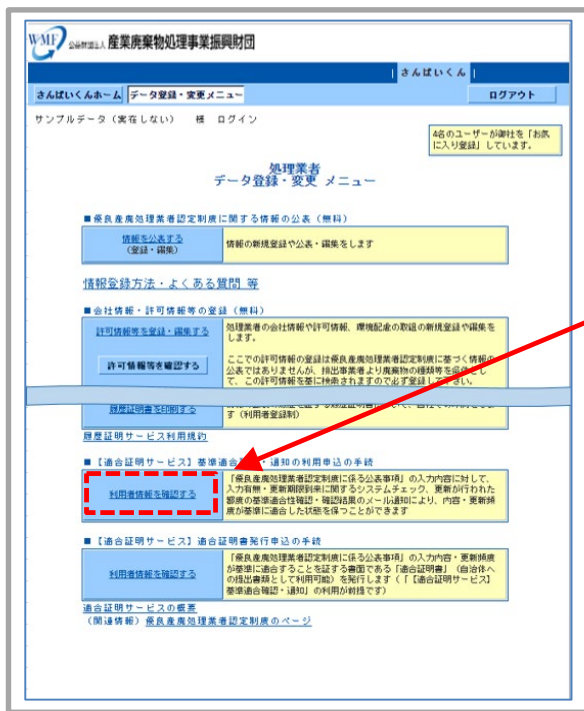 WMF 公益財団法人 産業廃棄物処理事業振興財団
さんぱいくん
さんぱいくんホーム データ登録・変更メニュー ログアウト
サンプルデータ(実在しない) 様 ログイン
4名のユーザーが御社を「お気
に入り登録」しています。
処理業者
データ登録・変更 メニュー
■優良産廃処理業者認定制度に関する情報の公表(無料)
情報を公表する
(登録・編集)
情報の新規登録や公表・編集をします
情報登録方法・よくある質問 等
■会社情報・許可情報等の登録(無料)
許可情報等を登録・編集する
処理業者の会社情報や許可情報、環境配慮の取組の新規登録や編集を
します。
許可情報等を確認する
ここでの許可情報の登録は優良産廃処理業者認定制度に基づく情報の
公表ではありませんが、排出事業者より廃棄物の種類等を
て、この許可情報を基に検索されますので必ず登録して下さい。
履歴証明書を印刷する
す(利用者登録制)
履歴証明サービス利用規約
■【適合証明サービス】基準適合 ・通知の利用申込の手続
利用者情報を確認する
「優良産廃処理業者認定制度に係る公表事項」の入力内容に対して、
入力有無・更新期限到来に関するシステムチェック、更新が行われた
都度の基準適合性確認・確認結果のメール通知により、内容・更新頻
度が基準に適合した状態を保つことができます
■【適合証明サービス】適合証明書発行申込の手続
利用者情報を確認する
「優良産廃処理業者認定制度に係る公表事項」の入力内容・更新頻度
が基準に適合することを証する書面である「適合証明書」(自治体へ
の提出書類として利用可能)を発行します(「【適合証明サービス】
基準適合確認・通知」の利用が前提です)
適合証明サービスの概要
(関連情報)優良産廃処理業者認定制度のページ